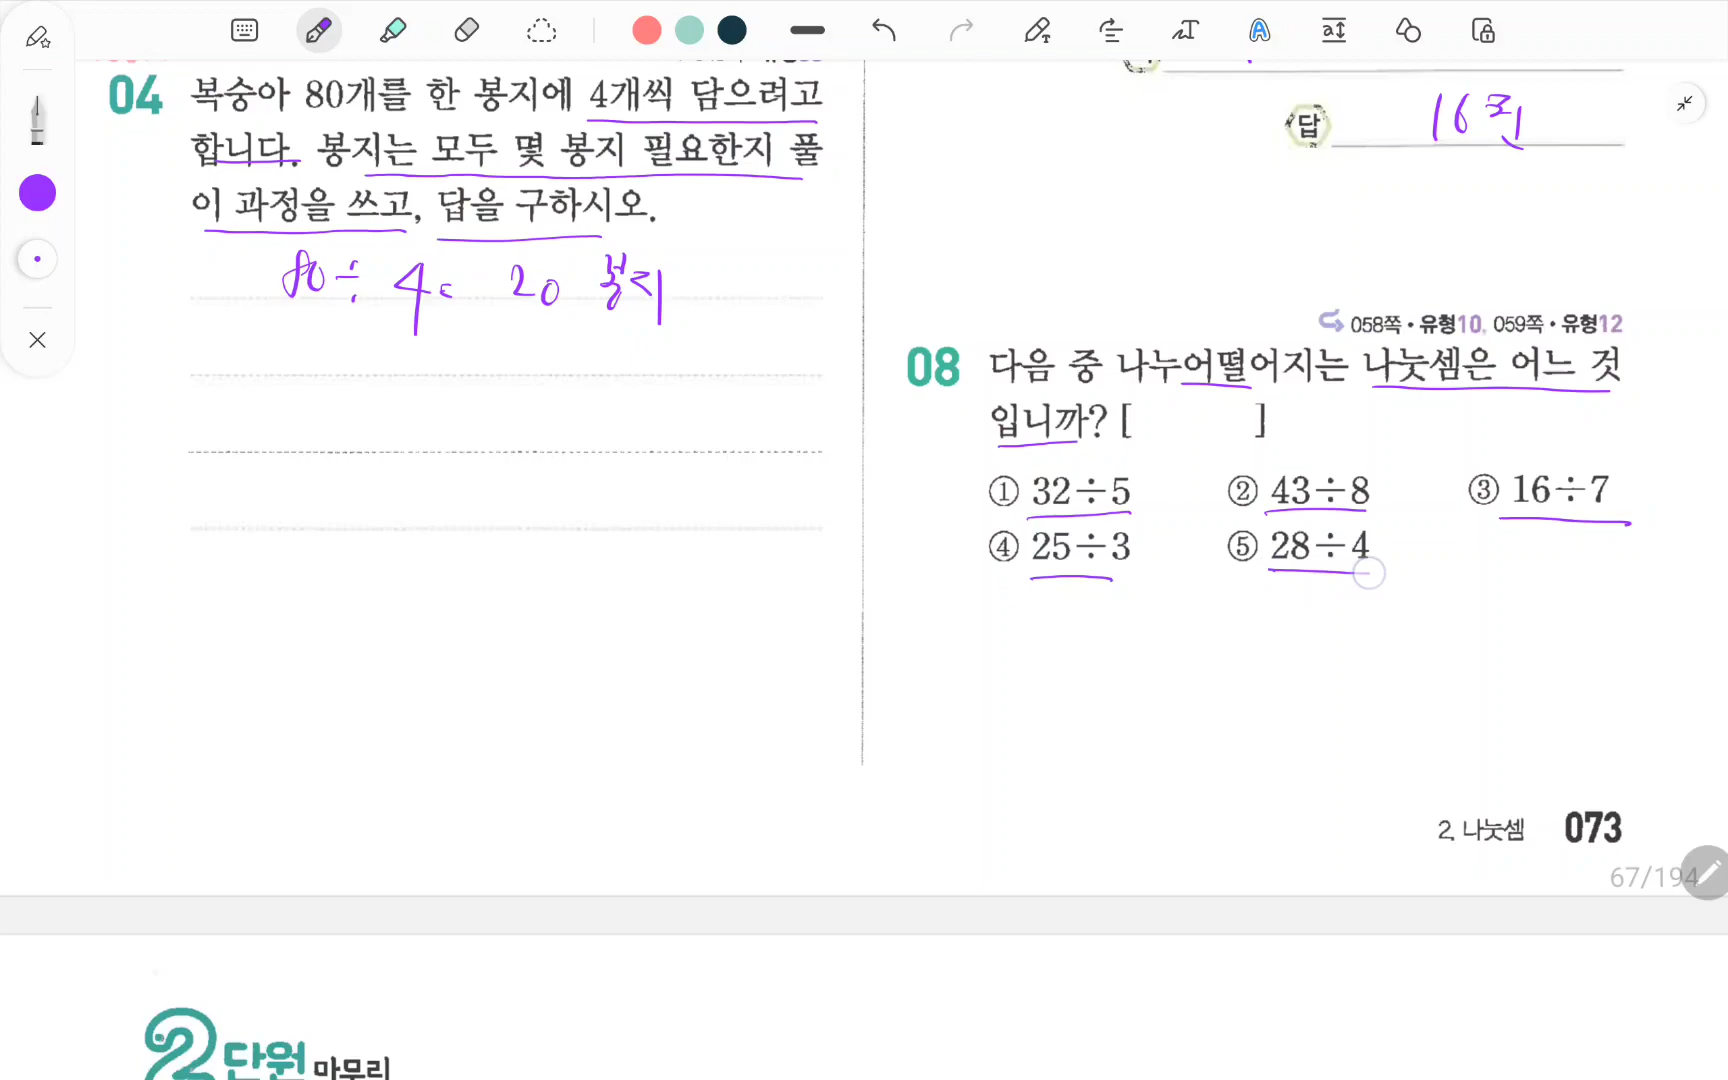 04 복숭아 80개를 한 봉지에 4개씩 담으려고
합니다. 봉지는 모두 몇 봉지 필요한지 풀
이 과정을 쓰고, 답을 구하시오.
80÷ 4= 20 봉지
답
058쪽・유형10, 059쪽・유형12
08 다음 중 나누어떨어지는 나눗셈은 어느 것
입니까? [ ]
① 32÷5 ② 43÷8 ③ 16÷7
④ 25÷3 ⑤ 28÷4
2. 나눗셈 073
67/194
2단원 마무리